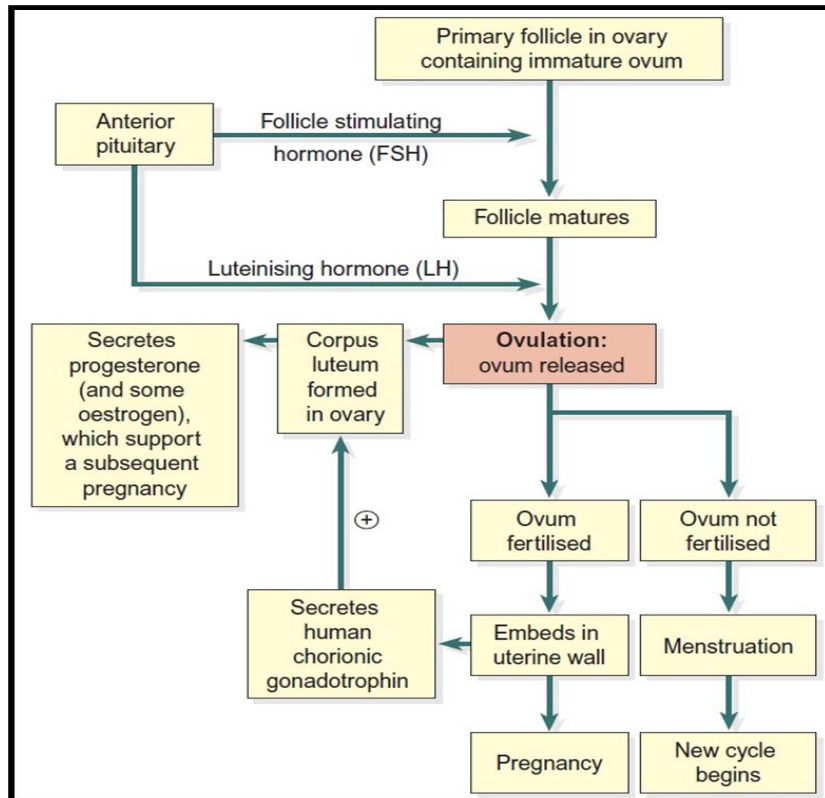 Primary follicle in ovary
containing immature ovum
Anterior
pituitary
Follicle stimulating
hormone (FSH)
Follicle matures
Luteinising hormone (LH)
Secretes
progesterone
(and some
oestrogen),
which support
a subsequent
pregnancy
Corpus
luteum
formed
in ovary
Ovulation:
ovum released
+
Ovum
fertilised
Ovum not
fertilised
Secretes
human
chorionic
gonadotrophin
Embeds in
uterine wall
Menstruation
Pregnancy
New cycle
begins